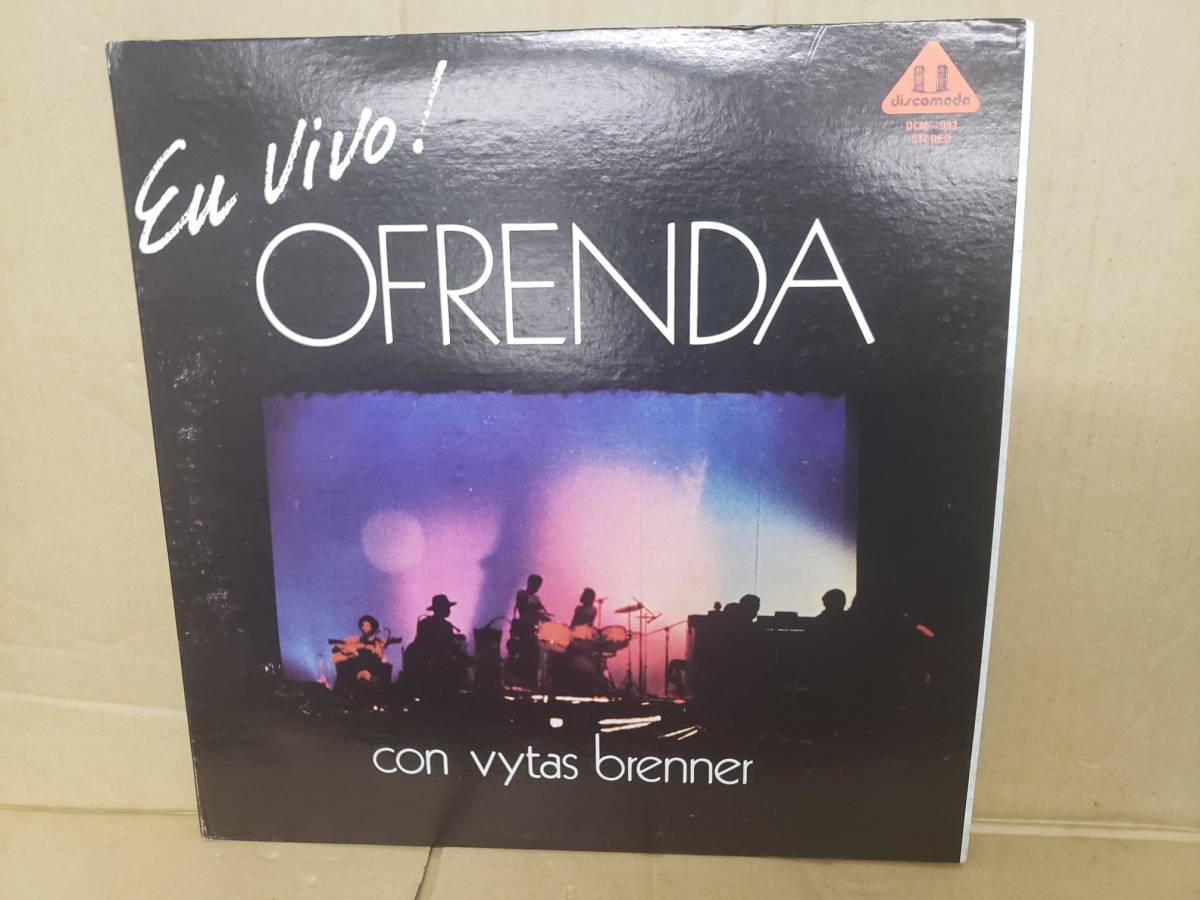 En vivo!
discomoda
DCM - 993
STEREO
OFRENDA
con vytas brenner